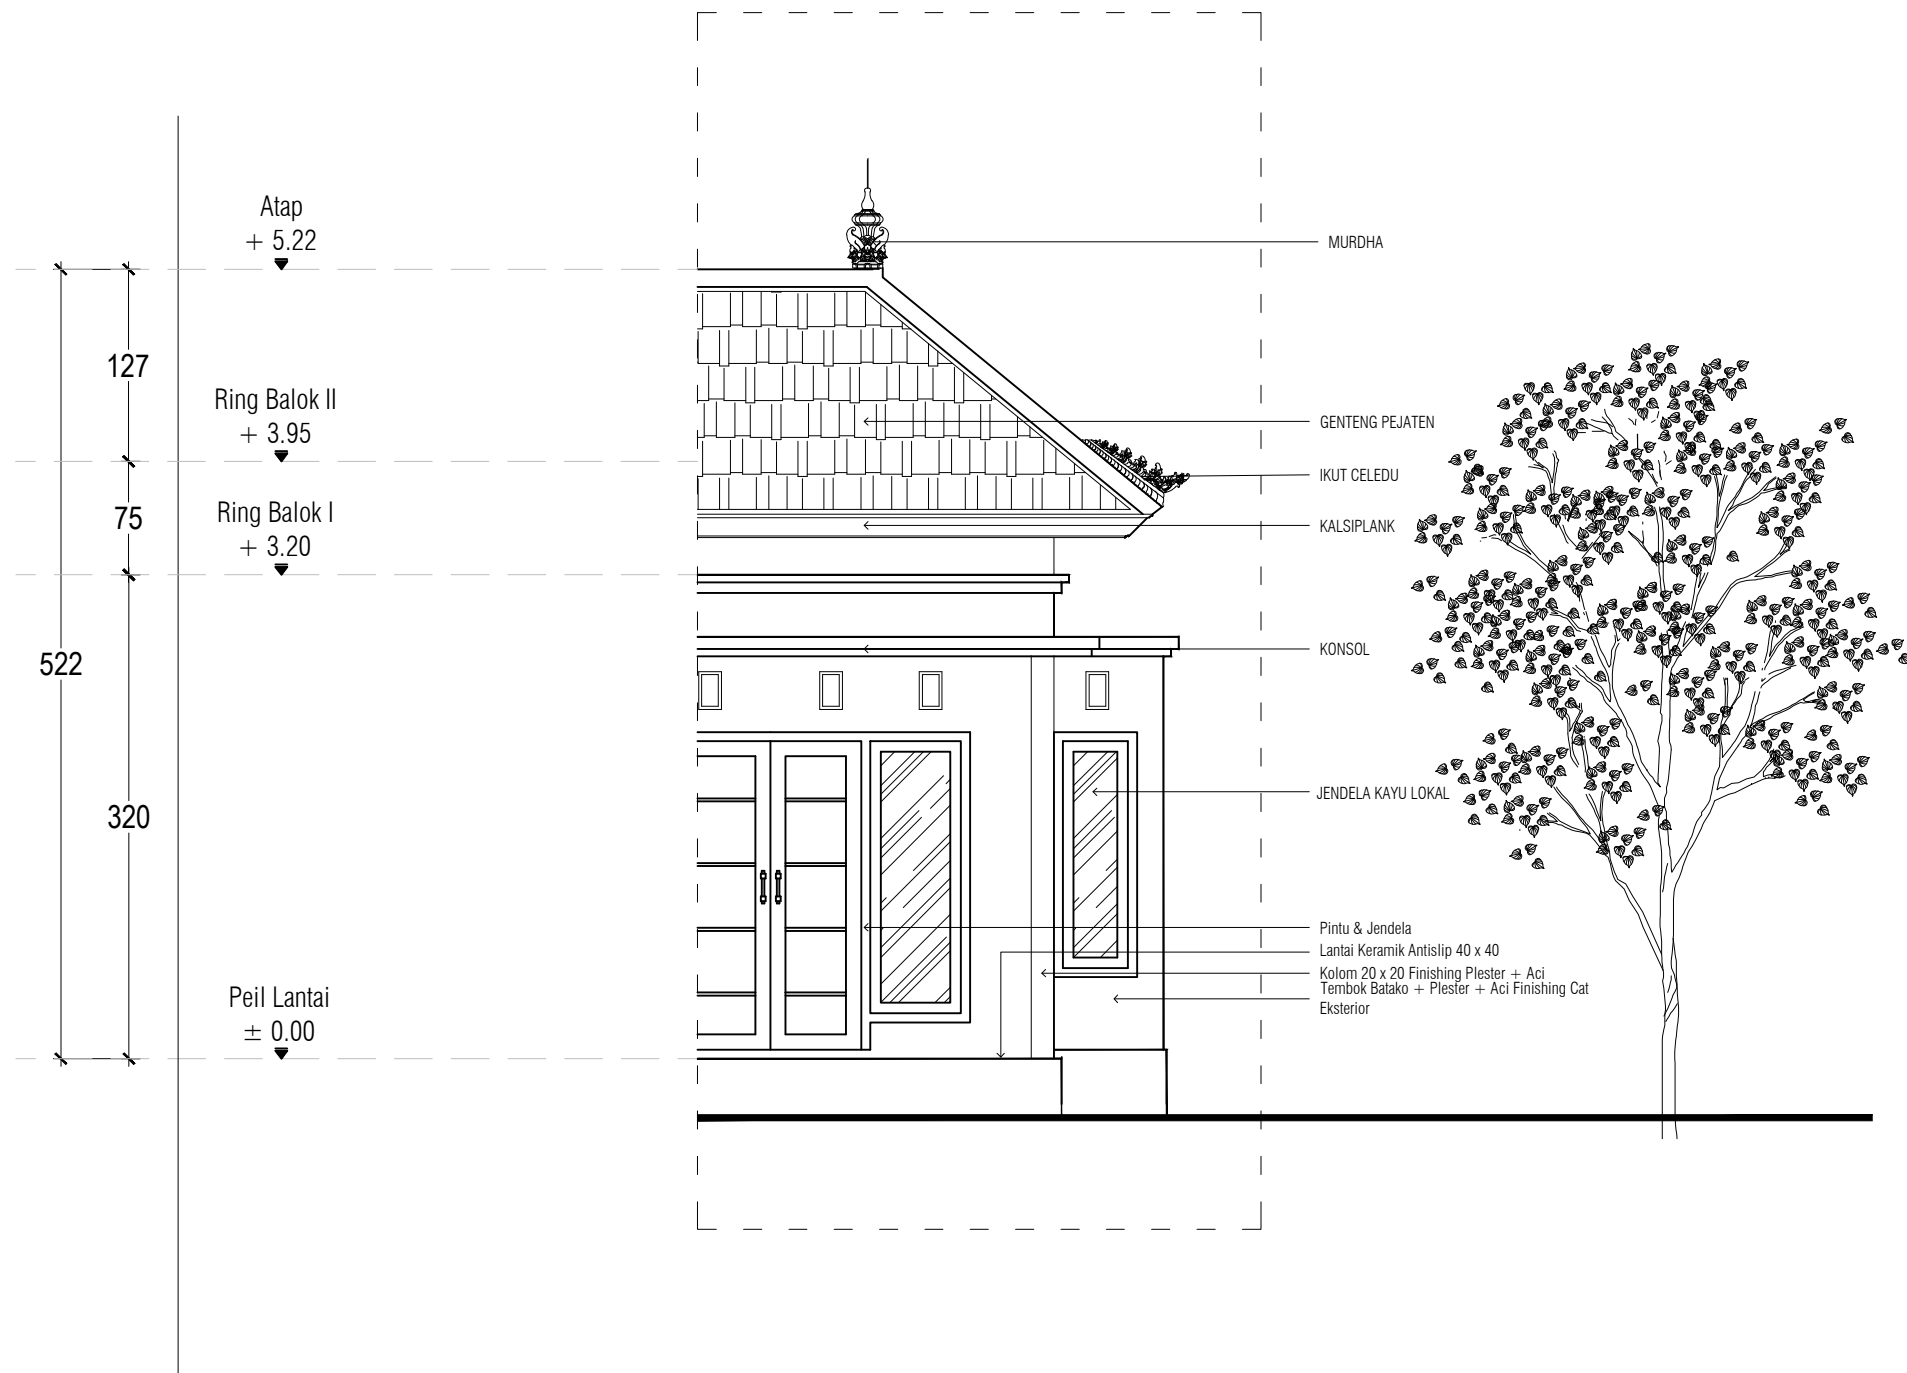 Atap
+ 5.22
MURDHA
127
Ring Balok II
+ 3.95
GENTENG PEJATEN
IKUT CELEDU
75
Ring Balok I
+ 3.20
KALSIPLANK
522
KONSOL
320
JENDELA KAYU LOKAL
Pintu & Jendela
Lantai Keramik Antislip 40 x 40
Kolom 20 x 20 Finishing Plester + Aci
Tembok Batako + Plester + Aci Finishing Cat
Eksterior
Peil Lantai
± 0.00